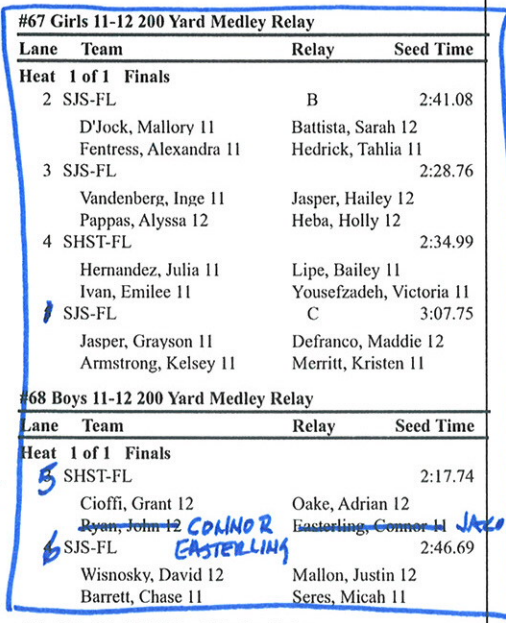 #67 Girls 11-12 200 Yard Medley Relay
Lane Team Relay Seed Time
Heat 1 of 1 Finals
2 SJS-FL B 2:41.08
D'Jock, Mallory 11 Battista, Sarah 12
Fentress, Alexandra 11 Hedrick, Tahlia 11
3 SJS-FL 2:28.76
Vandenberg, Inge 11 Jasper, Hailey 12
Pappas, Alyssa 12 Heba, Holly 12
4 SHST-FL 2:34.99
Hernandez, Julia 11 Lipe, Bailey 11
Ivan, Emilee 11 Yousefzadeh, Victoria 11
SJS-FL C 3:07.75
Jasper, Grayson 11 Defranco, Maddie 12
Armstrong, Kelsey 11 Merritt, Kristen 11
#68 Boys 11-12 200 Yard Medley Relay
Lane Team Relay Seed Time
Heat 1 of 1 Finals
5 SHST-FL 2:17.74
Cioffi, Grant 12 Oake, Adrian 12
Ryan, John 12 CONNOR Easterling, Connor 11
6 SJS-FL EASTERLING 2:46.69
Wisnosky, David 12 Mallon, Justin 12
Barrett, Chase 11 Seres, Micah 11